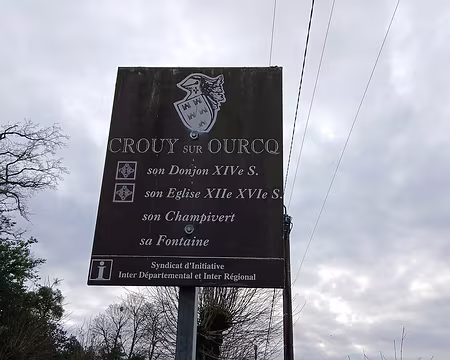 CROUY SUR OURCQ
son Donjon XIVe S.
son Eglise XIIe XVIe S
son Champivert
sa Fontaine
i
Syndicat d'Initiative
Inter Départemental et Inter Régional